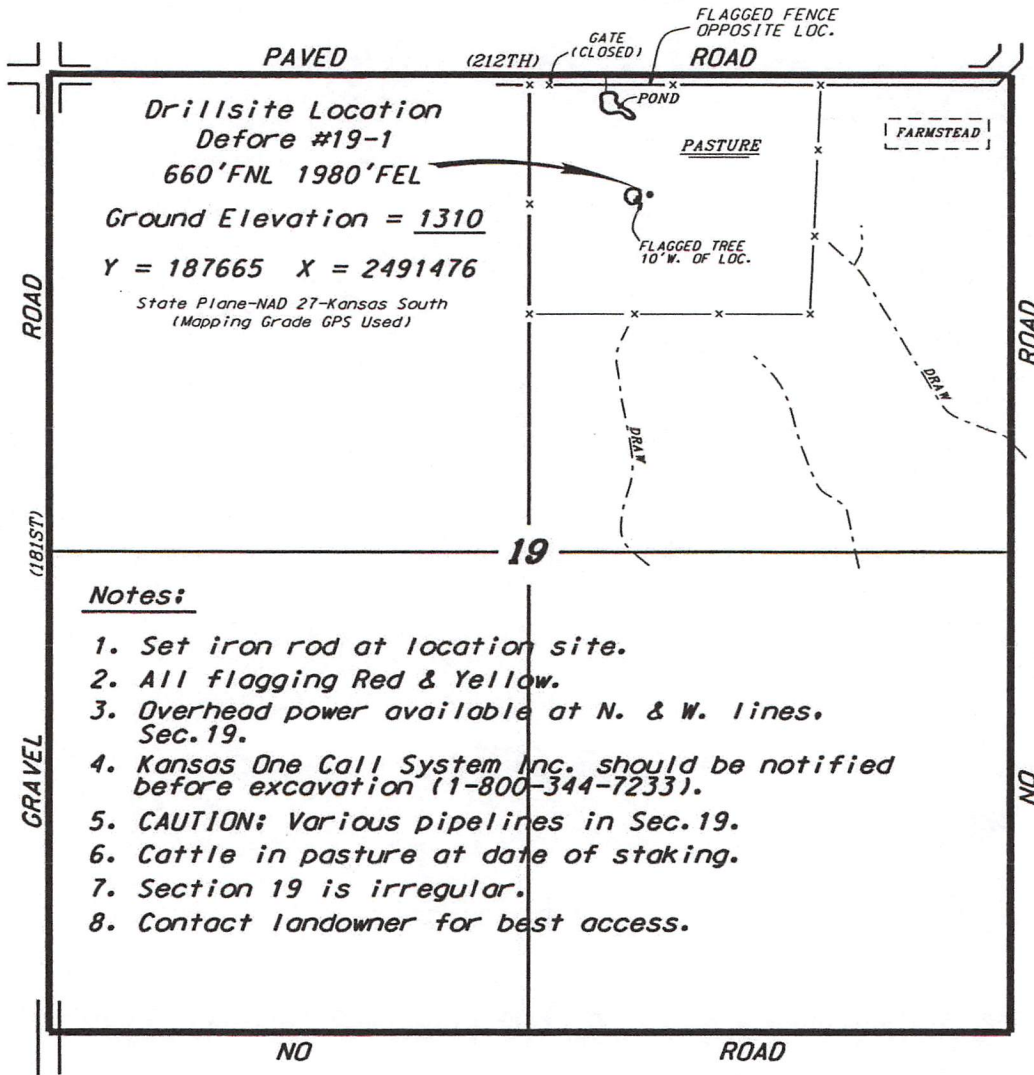 FLAGGED FENCE
OPPOSITE LOC.
GATE
(CLOSED)
PAVED
(212TH)
ROAD
POND
Drillsite Location
Defore #19-1
660'FNL 1980'FEL
Ground Elevation = 1310
Y = 187665 X = 2491476
State Plane-NAD 27-Kansas South
(Mapping Grade GPS Used)
PASTURE
FARMSTEAD
FLAGGED TREE
10'W. OF LOC.
ROAD
ROAD
DRAW
DRAW
(181ST)
19
Notes:
1. Set iron rod at location site.
2. All flagging Red & Yellow.
3. Overhead power available at N. & W. lines,
Sec.19.
4. Kansas One Call System Inc. should be notified
before excavation (1-800-344-7233).
5. CAUTION: Various pipelines in Sec.19.
6. Cattle in pasture at date of staking.
7. Section 19 is irregular.
8. Contact landowner for best access.
GRAVEL
NO
NO
ROAD